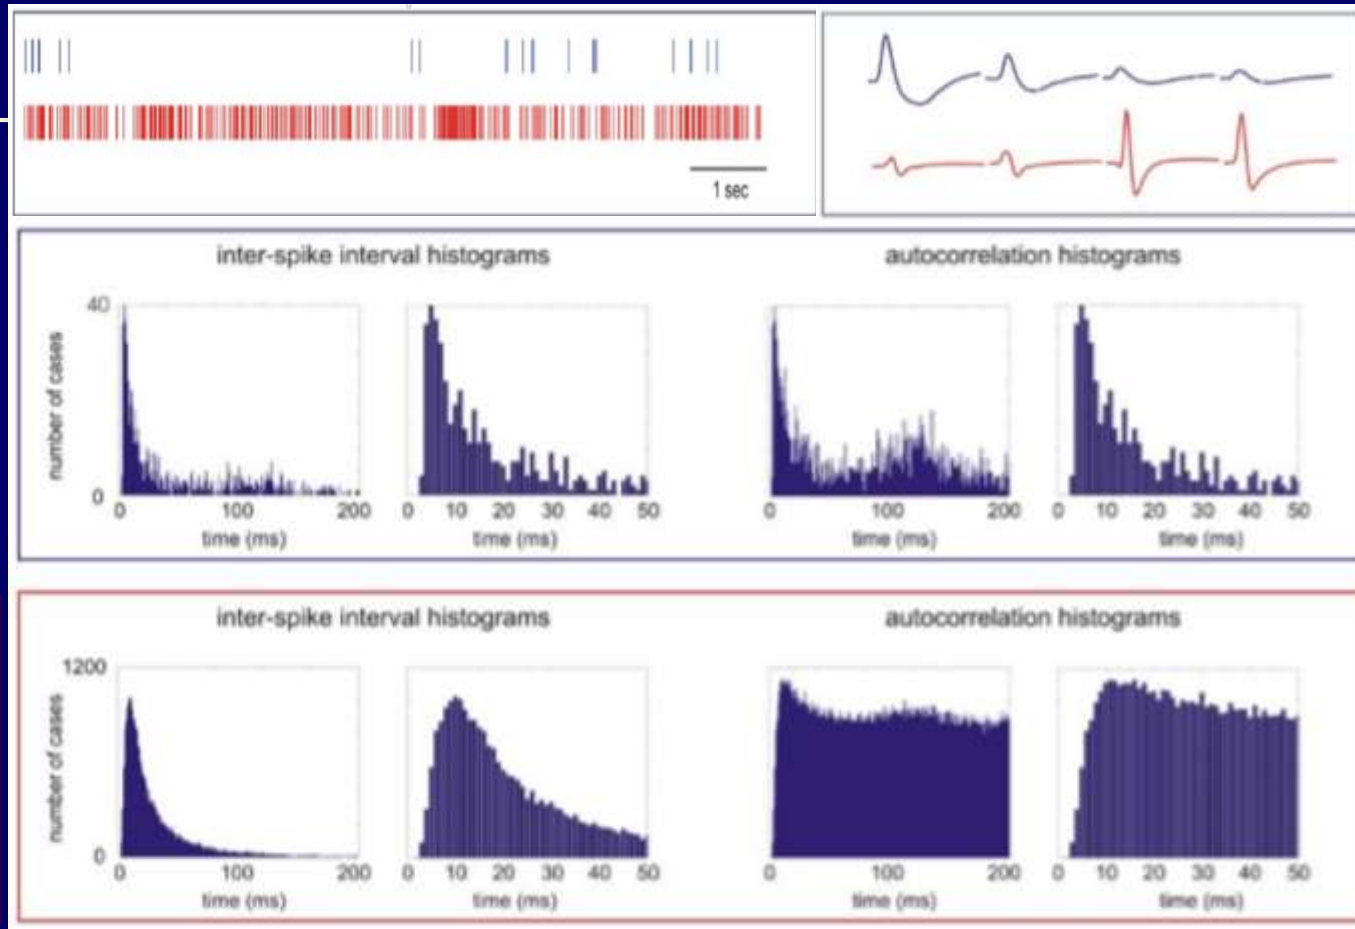 1 sec
inter-spike interval histograms
autocorrelation histograms
number of cases
40
0
0 100 200
time (ms)
0 10 20 30 40 50
time (ms)
0 100 200
time (ms)
0 10 20 30 40 50
time (ms)
inter-spike interval histograms
autocorrelation histograms
number of cases
1200
0
0 100 200
time (ms)
0 10 20 30 40 50
time (ms)
0 100 200
time (ms)
0 10 20 30 40 50
time (ms)